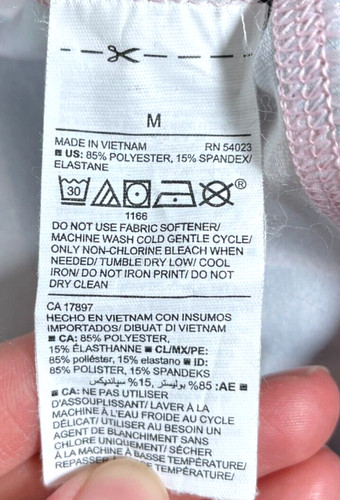 M
MADE IN VIETNAM RN 54023
US: 85% POLYESTER, 15% SPANDEX/
ELASTANE
30
®
1166
DO NOT USE FABRIC SOFTENER/
MACHINE WASH COLD GENTLE CYCLE/
ONLY NON-CHLORINE BLEACH WHEN
NEEDED/ TUMBLE DRY LOW/ COOL
IRON/ DO NOT IRON PRINT/ DO NOT
DRY CLEAN
CA 17897
HECHO EN VIETNAM CON INSUMOS
IMPORTADOS/ DIBUAT DI VIETNAM
CA: 85% POLYESTER,
15% ÉLASTHANNE CL/MX/PE:
85% poliéster, 15% elastano ID:
85% POLISTER, 15% SPANDEKS
AE: 85% بوليستر, 15% سبانديكس
CA: NE PAS UTILISER
D'ASSOUPLISSANT/ LAVER À LA
MACHINE À L'EAU FROIDE AU CYCLE
DÉLICAT/ UTILISER AU BESOIN UN
AGENT DE BLANCHIMENT SANS
CHLORE UNIQUEMENT/ SÉCHER
À LA MACHINE À BASSE TEMPÉRATURE/
REPASSER À BASSE TEMPÉRATURE/